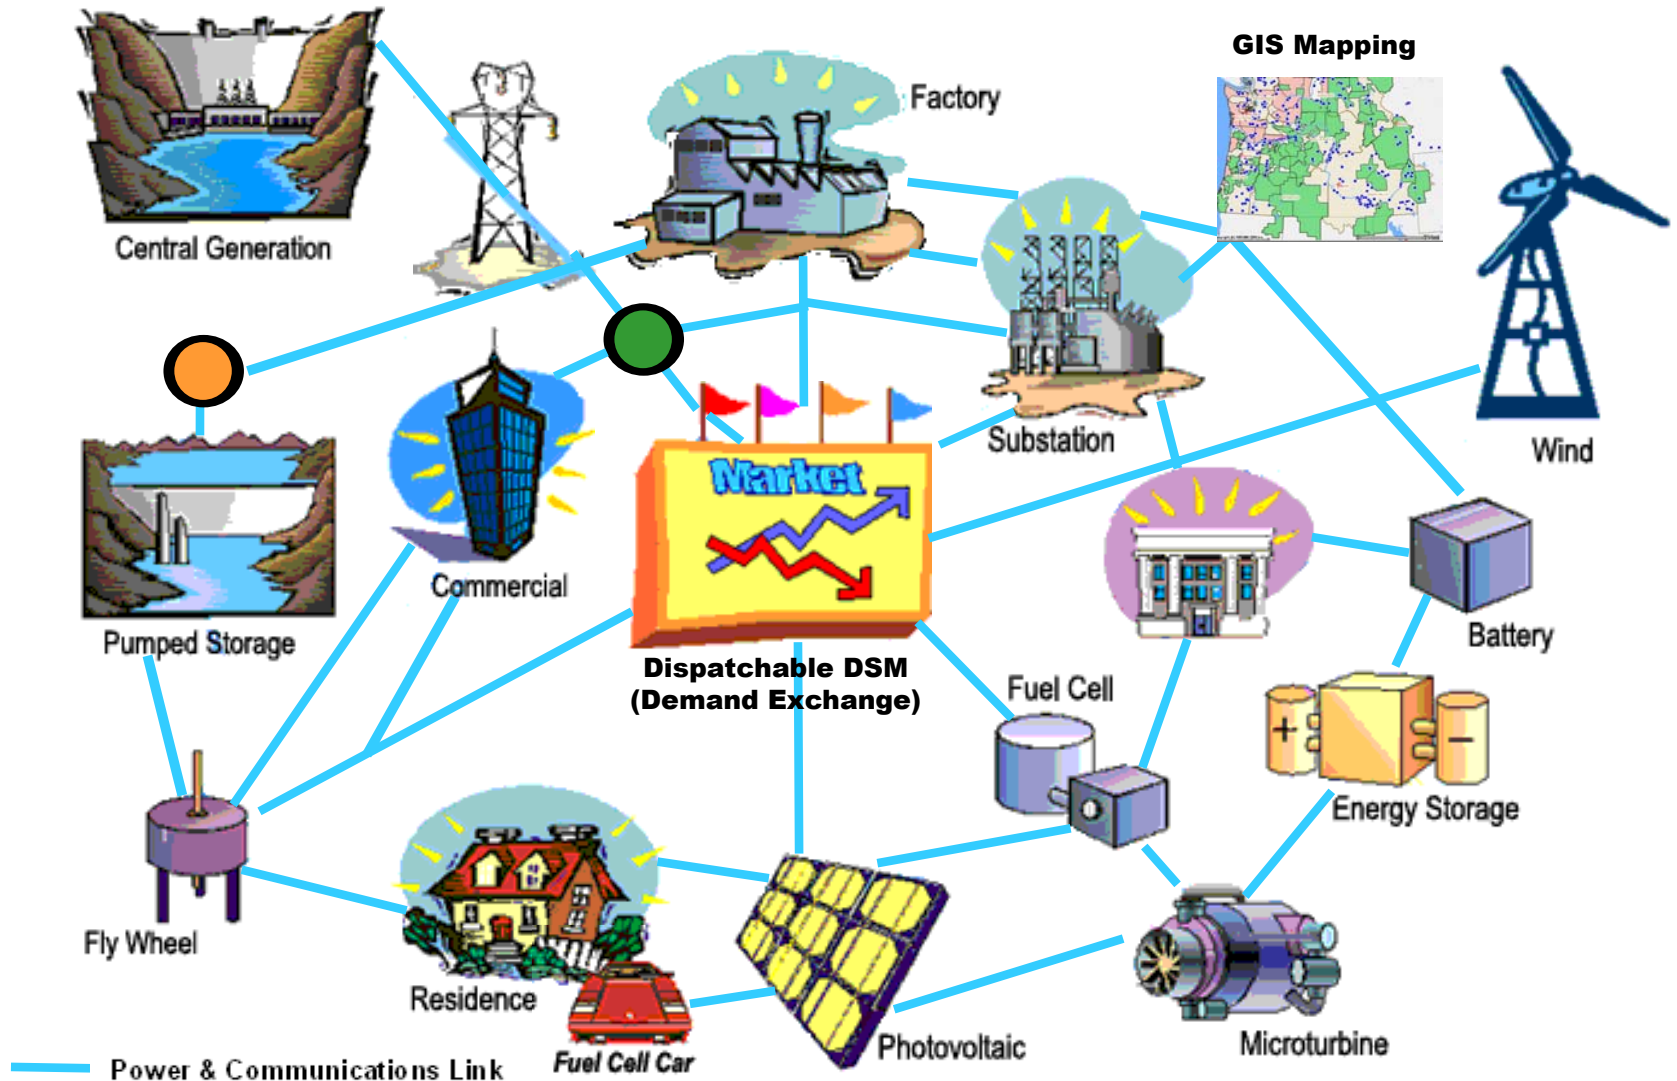 GIS Mapping
Factory
Central Generation
Substation
Wind
Market
Commercial
Pumped Storage
Battery
Dispatchable DSM
(Demand Exchange)
Fuel Cell
+
−
Energy Storage
Fly Wheel
Residence
Fuel Cell Car
Photovoltaic
Microturbine
Power & Communications Link